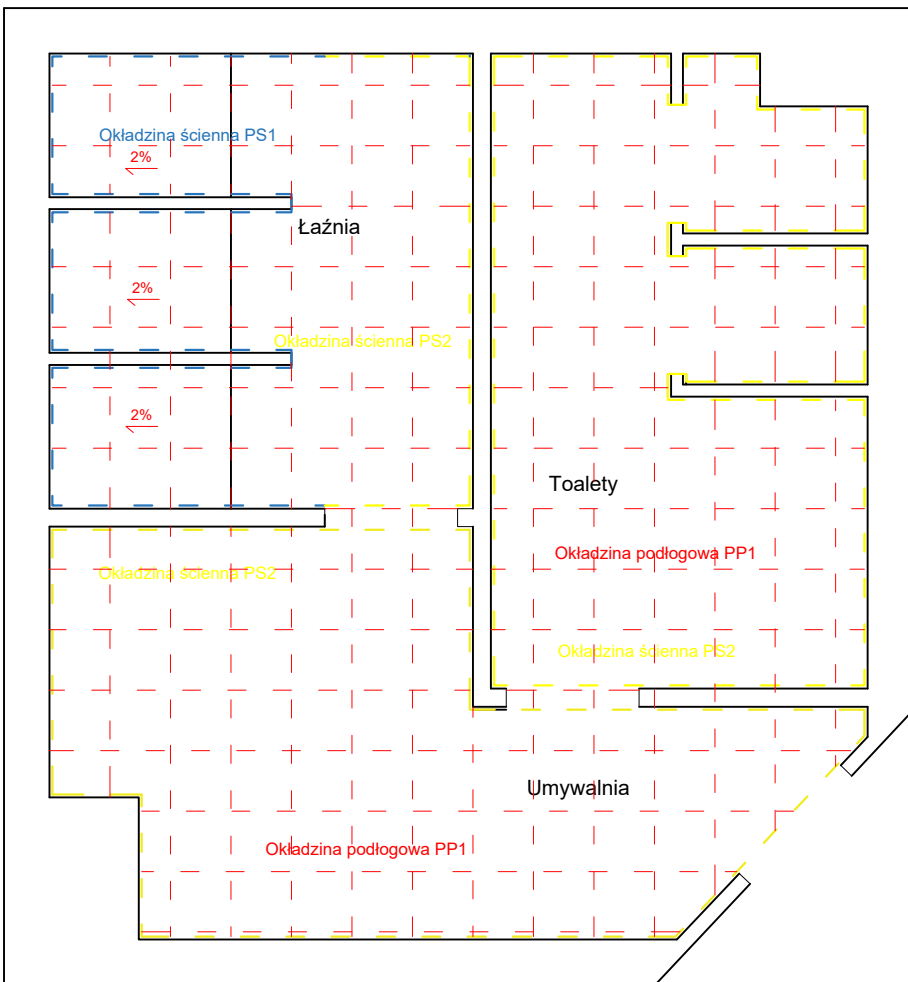 Okładzina ścienna PS1
2%
Łaźnia
2%
Okładzina ścienna PS2
2%
Toalety
Okładzina podłogowa PP1
Okładzina ścienna PS2
Okładzina ścienna PS2
Umywalnia
Okładzina podłogowa PP1